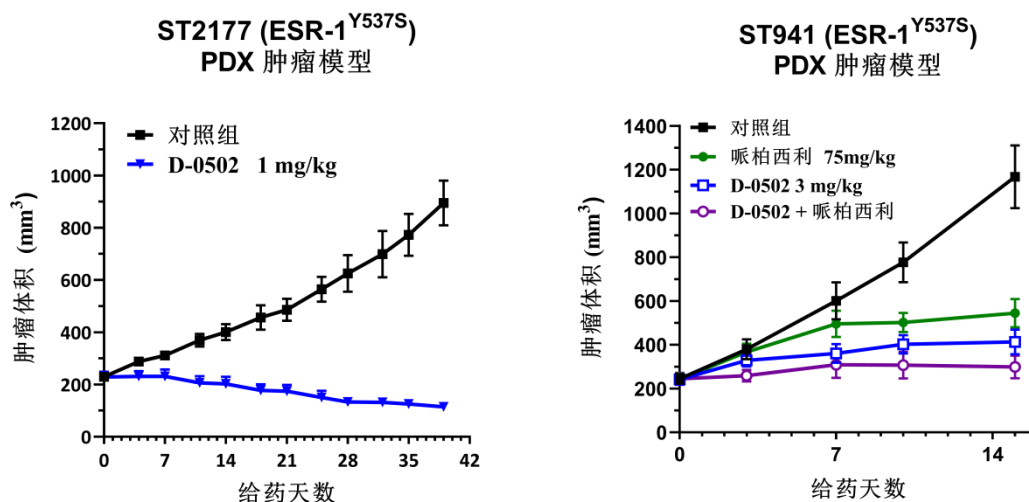 ST2177 (ESR-1^Y537S)
PDX 肿瘤模型
1200
1000
800
600
400
200
0
肿瘤体积 (mm³)
对照组
D-0502 1 mg/kg
0 7 14 21 28 35 42
给药天数
ST941 (ESR-1^Y537S)
PDX 肿瘤模型
1400
1200
1000
800
600
400
200
0
肿瘤体积 (mm³)
对照组
哌柏西利 75mg/kg
D-0502 3 mg/kg
D-0502 + 哌柏西利
0 7 14
给药天数